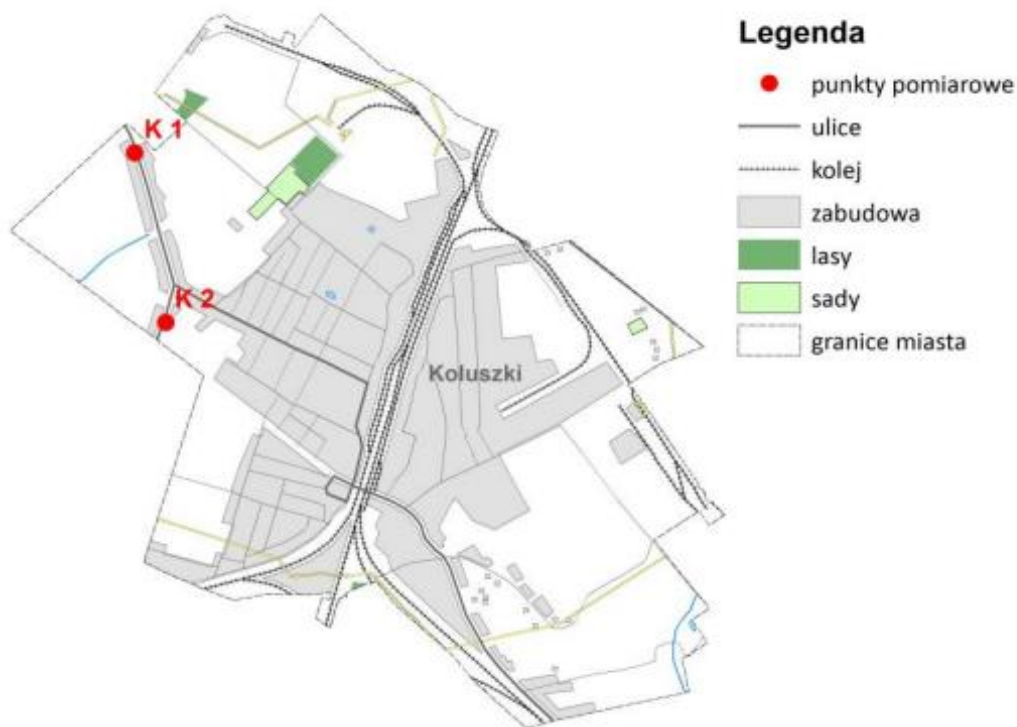 Legenda
punkty pomiarowe
ulice
kolej
zabudowa
lasy
sady
granice miasta
K 1
K 2
Koluszki